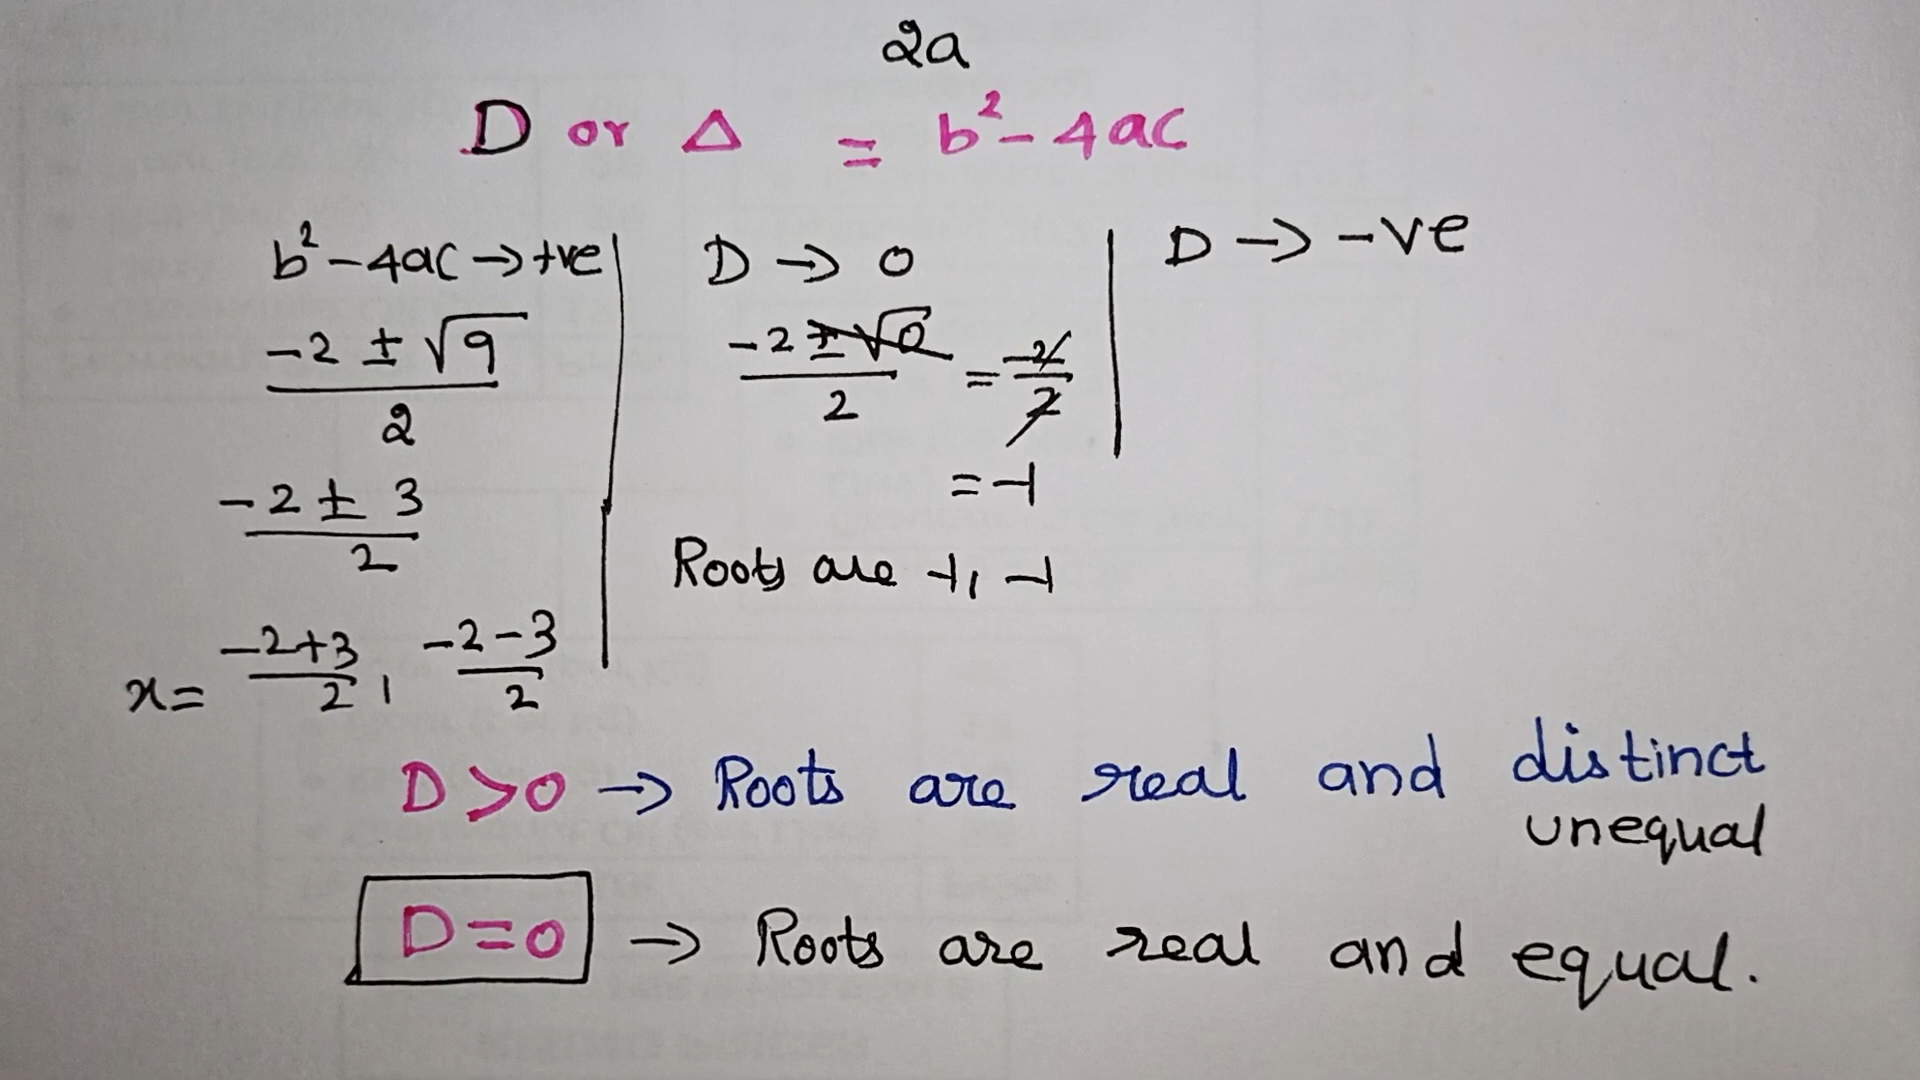 2a
D or Δ = b²-4ac
b²-4ac→+ve
-2 ± √9
2
-2 ± 3
2
x= -2+3/2, -2-3/2
D → 0
-2 ± √0/2 = -2/2
= -1
Roots are -1, -1
D → -ve
D>0 → Roots are real and distinct
unequal
D=0 → Roots are real and equal.